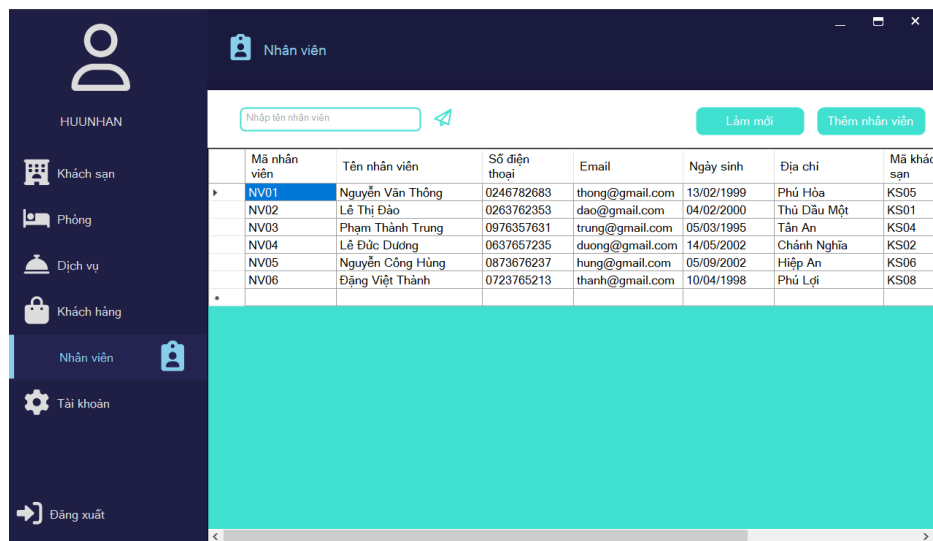 Nhân viên
HUUNHAN
Khách sạn
Phòng
Dịch vụ
Khách hàng
Nhân viên
Tài khoản
Đăng xuất
Nhập tên nhân viên
Làm mới
Thêm nhân viên
Mã nhân viên Tên nhân viên Số điện thoại Email Ngày sinh Địa chỉ Mã khác sạn
NV01 Nguyễn Văn Thông 0246782683 thong@gmail.com 13/02/1999 Phú Hòa KS05
NV02 Lê Thị Đào 0263762353 dao@gmail.com 04/02/2000 Thủ Dầu Một KS01
NV03 Phạm Thành Trung 0976357631 trung@gmail.com 05/03/1995 Tân An KS04
NV04 Lê Đức Dương 0637657235 duong@gmail.com 14/05/2002 Chánh Nghĩa KS02
NV05 Nguyễn Công Hùng 0873676237 hung@gmail.com 05/09/2002 Hiệp An KS06
NV06 Đặng Việt Thành 0723765213 thanh@gmail.com 10/04/1998 Phú Lợi KS08